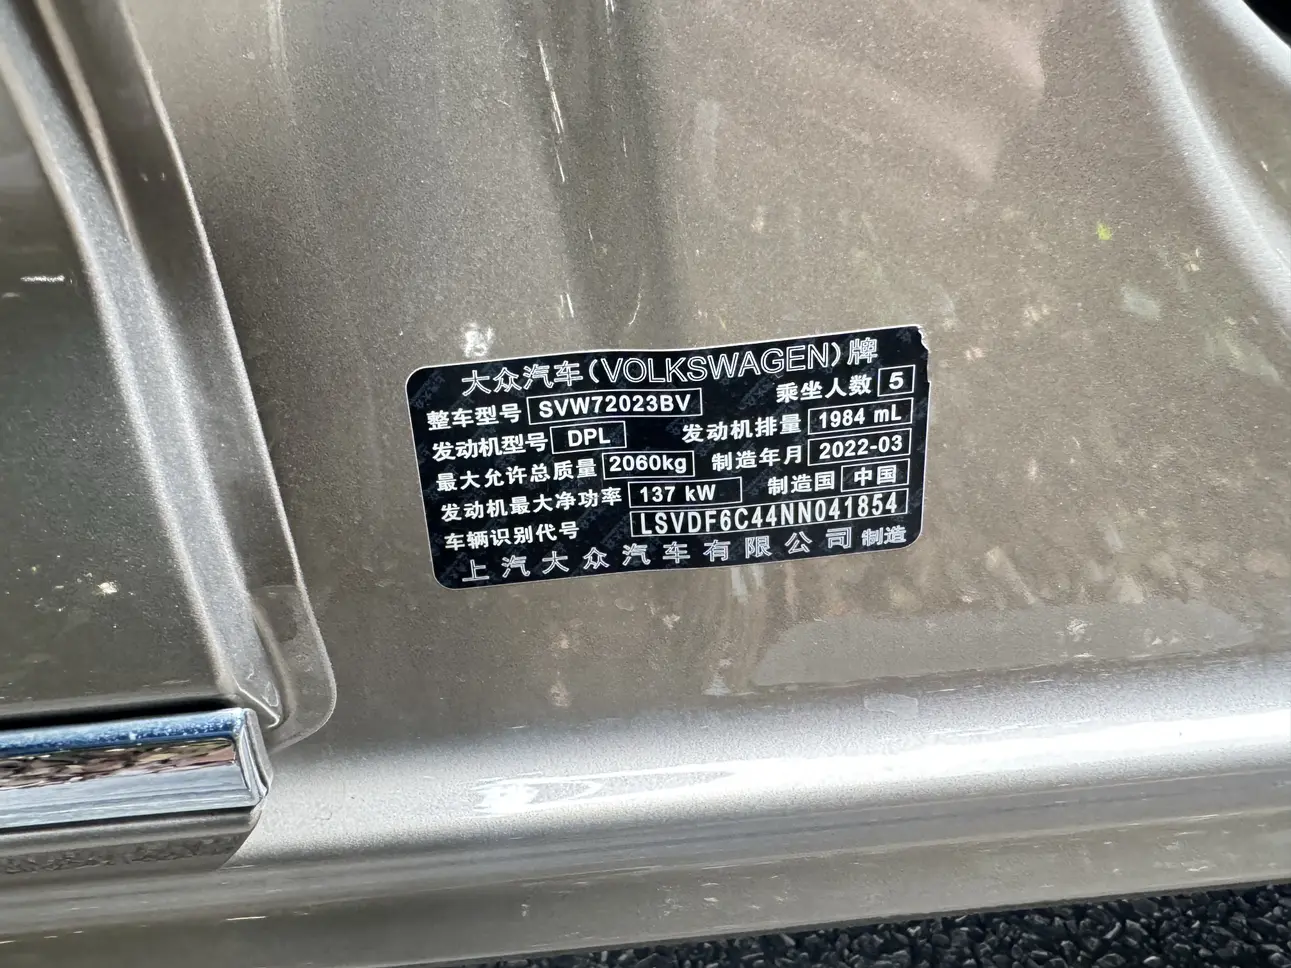 大众汽车(VOLKSWAGEN)牌
整车型号 SVW72023BV 乘坐人数 5
发动机型号 DPL 发动机排量 1984 mL
最大允许总质量 2060kg 制造年月 2022-03
发动机最大净功率 137 kW 制造国 中国
车辆识别代号 LSVDF6C44NN041854
上汽大众汽车有限公司 制造